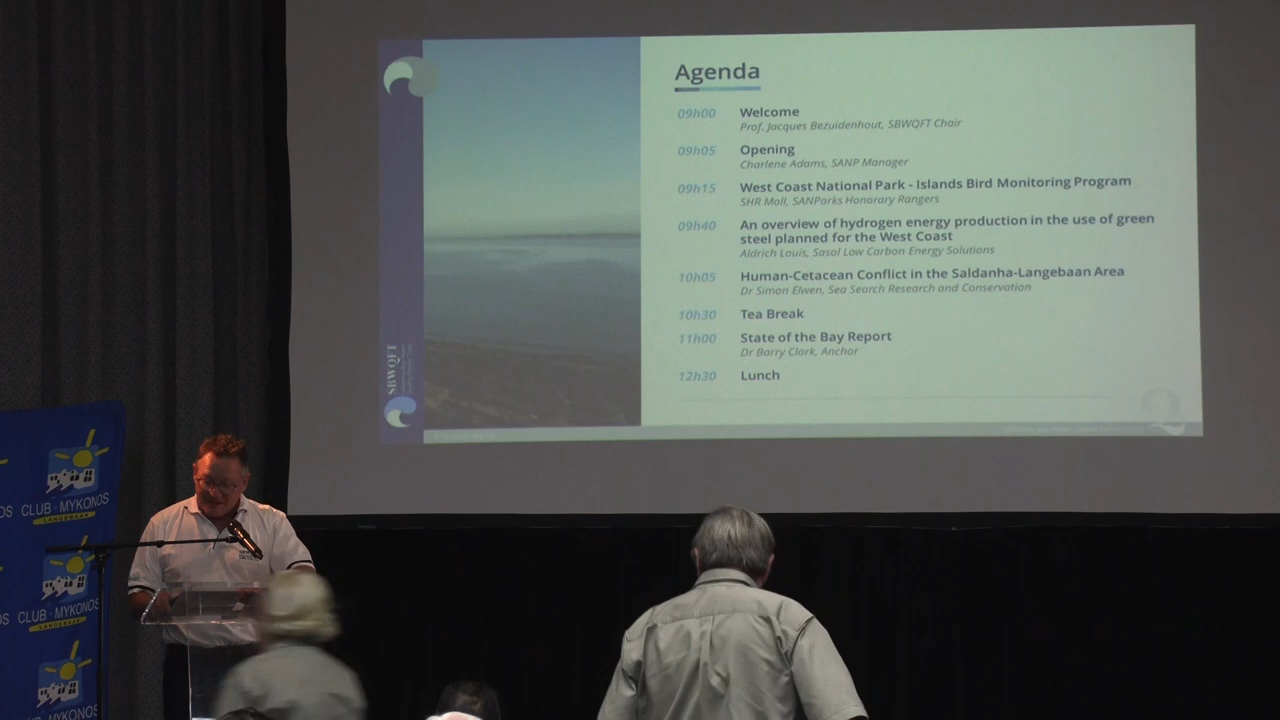 Agenda
09h00 Welcome
Prof. Jacques Bezuidenhout, SBWQFT Chair
09h05 Opening
Charlene Adams, SANP Manager
09h15 West Coast National Park - Islands Bird Monitoring Program
SHR Moll, SANParks Honorary Rangers
09h40 An overview of hydrogen energy production in the use of green
steel planned for the West Coast
Aldrich Louis, Sasol Low Carbon Energy Solutions
10h05 Human-Cetacean Conflict in the Saldanha-Langebaan Area
Dr Simon Elwen, Sea Search Research and Conservation
10h30 Tea Break
11h00 State of the Bay Report
Dr Barry Clark, Anchor
12h30 Lunch
SBWQFT
OS CLUB MYKONOS
LANGEBAAN
OS CLUB MYKONOS
LANGEBAAN
CLUB MYKONOS